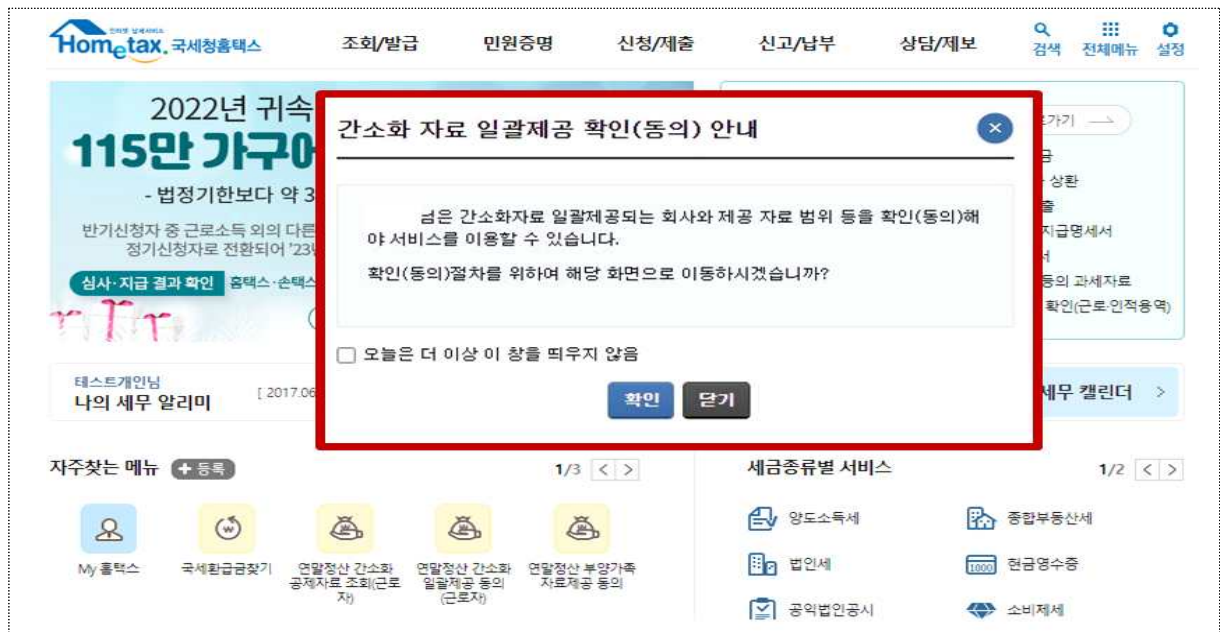 Hometax. 국세청홈택스
조회/발급 민원증명 신청/제출 신고/납부 상담/제보
검색 전체메뉴 설정
2022년 귀속
115만 가구
- 법정기한보다 약 3
반기신청자 중 근로소득 외의 다른
정기신청자로 전환되어 '23
심사·지급 결과 확인 홈택스·손택스
간소화 자료 일괄제공 확인(동의) 안내
님은 간소화자료 일괄제공되는 회사와 제공 자료 범위 등을 확인(동의)해
야 서비스를 이용할 수 있습니다.
확인(동의)절차를 위하여 해당 화면으로 이동하시겠습니까?
오늘은 더 이상 이 창을 띄우지 않음
확인 닫기
상환
지급명세서
등의 과세자료
확인(근로·인적용역)
테스트개인님
나의 세무 알리미
[ 2017.06
세무 캘린더 >
자주찾는 메뉴 + 등록 1/3 < >
My 홈택스
국세환급금찾기
연말정산 간소화
공제자료 조회(근로
자)
연말정산 간소화
일괄제공 동의
(근로자)
연말정산 부양가족
자료제공 동의
세금종류별 서비스 1/2 < >
양도소득세 종합부동산세
법인세 현금영수증
공익법인공시 소비제세